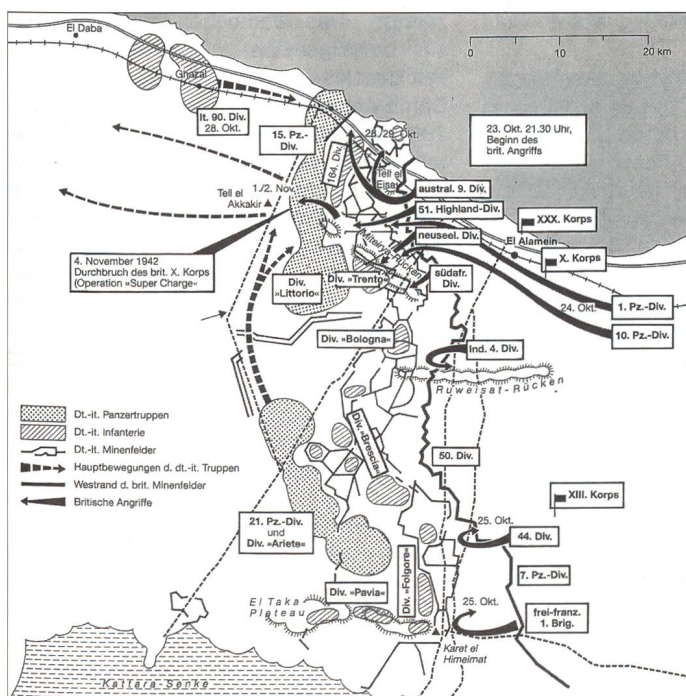 El Daba
Ghazal
lt. 90. Div.
28. Okt.
0 10 20 km
15. Pz.-
Div.
164. Div.
28./29. Okt.
Tell el
Eisa
23. Okt. 21.30 Uhr,
Beginn des
brit. Angriffs
austral. 9. Div.
51. Highland-Div.
neuseel. Div.
XXX. Korps
Tell el
Akkakir
1./2. Nov.
El Alamein
X. Korps
4. November 1942
Durchbruch des brit. X. Korps
(Operation »Super Charge«
Miteirya-Rücken
Div.
»Littorio«
Div. »Trento«
südafr.
Div.
24. Okt.
1. Pz.-Div.
10. Pz.-Div.
Div. »Bologna«
Ind. 4. Div.
Ruweisat-Rücken
Dt.-it. Panzertruppen
Dt.-it. Infanterie
Dt.-it. Minenfelder
Hauptbewegungen d. dt.-it. Truppen
Westrand d. brit. Minenfelder
Britische Angriffe
Div. »Brescia«
50. Div.
XIII. Korps
21. Pz.-Div.
und
Div. »Ariete«
25. Okt.
44. Div.
7. Pz.-Div.
Div. »Pavia«
Div. »Folgore«
El Taka
Plateau
25. Okt.
frei-franz.
1. Brig.
Karet el
Himeimat
Kattara-Senke